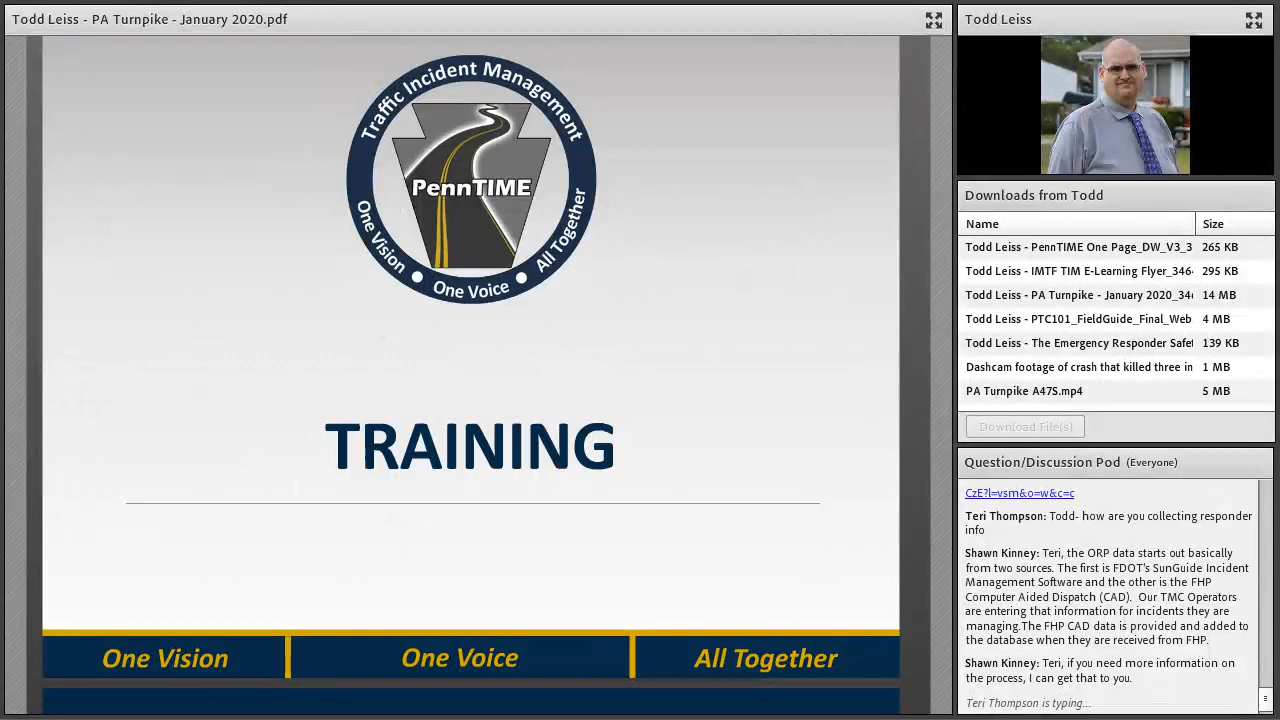 Todd Leiss - PA Turnpike - January 2020.pdf
Traffic Incident Management
PennTIME
One Vision • One Voice • All Together
TRAINING
One Vision
One Voice
All Together
Todd Leiss
Downloads from Todd
Name Size
Todd Leiss - PennTIME One Page_DW_V3_3 265 KB
Todd Leiss - IMTF TIM E-Learning Flyer_346 295 KB
Todd Leiss - PA Turnpike - January 2020_34 14 MB
Todd Leiss - PTC101_FieldGuide_Final_Web 4 MB
Todd Leiss - The Emergency Responder Safe 139 KB
Dashcam footage of crash that killed three in 1 MB
PA Turnpike A47S.mp4 5 MB
Download File(s)
Question/Discussion Pod (Everyone)
CzE?l=vsm&o=w&c=c
Teri Thompson: Todd- how are you collecting responder
info
Shawn Kinney: Teri, the ORP data starts out basically
from two sources. The first is FDOT's SunGuide Incident
Management Software and the other is the FHP
Computer Aided Dispatch (CAD). Our TMC Operators
are entering that information for incidents they are
managing.The FHP CAD data is provided and added to
the database when they are received from FHP.
Shawn Kinney: Teri, if you need more information on
the process, I can get that to you.
Teri Thompson is typing...